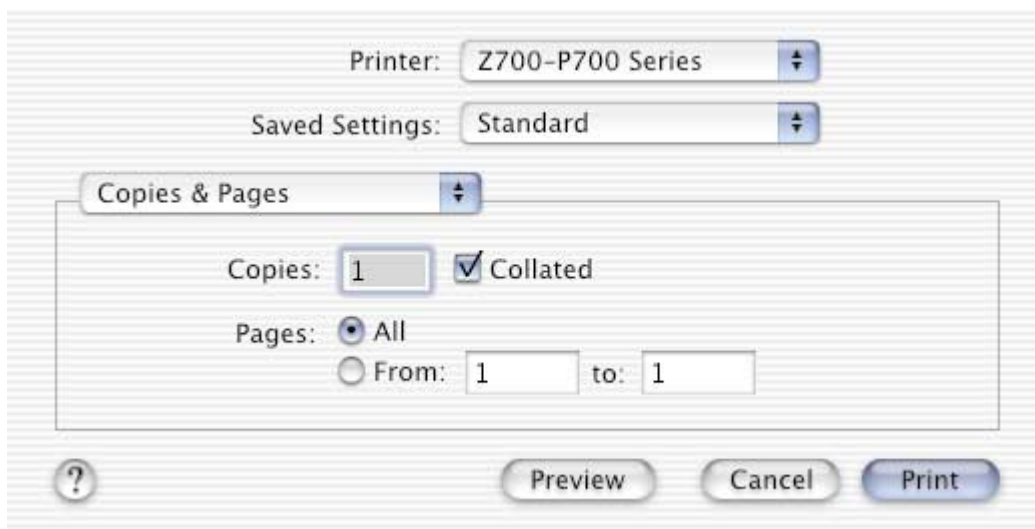 Printer: Z700-P700 Series
Saved Settings: Standard
Copies & Pages
Copies: 1 Collated
Pages: All
From: 1 to: 1
? Preview Cancel Print